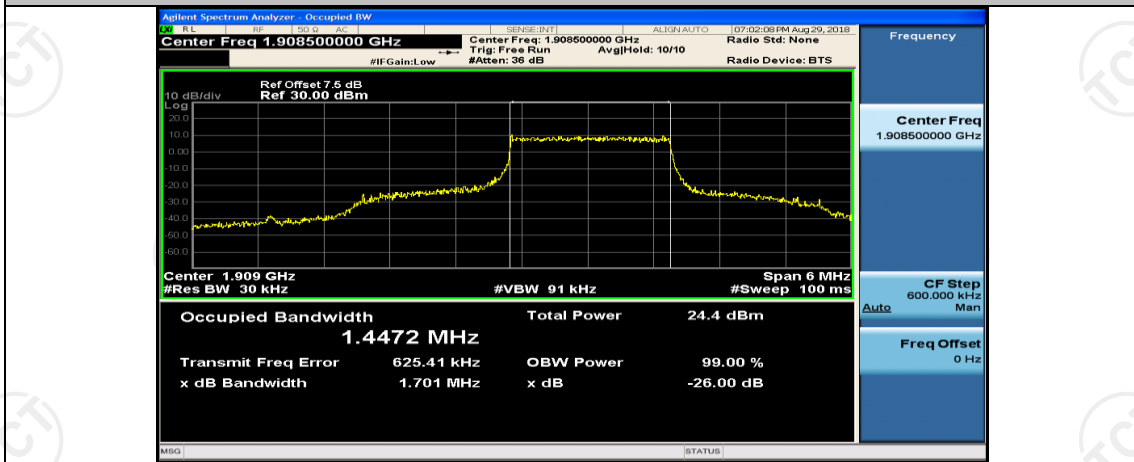 Agilent Spectrum Analyzer - Occupied BW
LXI RL RF 50 Ω AC SENSE:INT ALIGN AUTO 07:02:08 PM Aug 29, 2018
Center Freq 1.908500000 GHz
Center Freq: 1.908500000 GHz Radio Std: None
Trig: Free Run Avg|Hold: 10/10
#IFGain:Low #Atten: 36 dB Radio Device: BTS
Ref Offset 7.5 dB
10 dB/div Ref 30.00 dBm
Log
20.0
10.0
0.00
-10.0
-20.0
-30.0
-40.0
-50.0
-60.0
Center 1.909 GHz Span 6 MHz
#Res BW 30 kHz #VBW 91 kHz #Sweep 100 ms
Occupied Bandwidth Total Power 24.4 dBm
1.4472 MHz
Transmit Freq Error 625.41 kHz OBW Power 99.00 %
x dB Bandwidth 1.701 MHz x dB -26.00 dB
MSG STATUS
Frequency
Center Freq
1.908500000 GHz
CF Step
600.000 kHz
Auto Man
Freq Offset
0 Hz
TCT
TCT
TCT
TCT